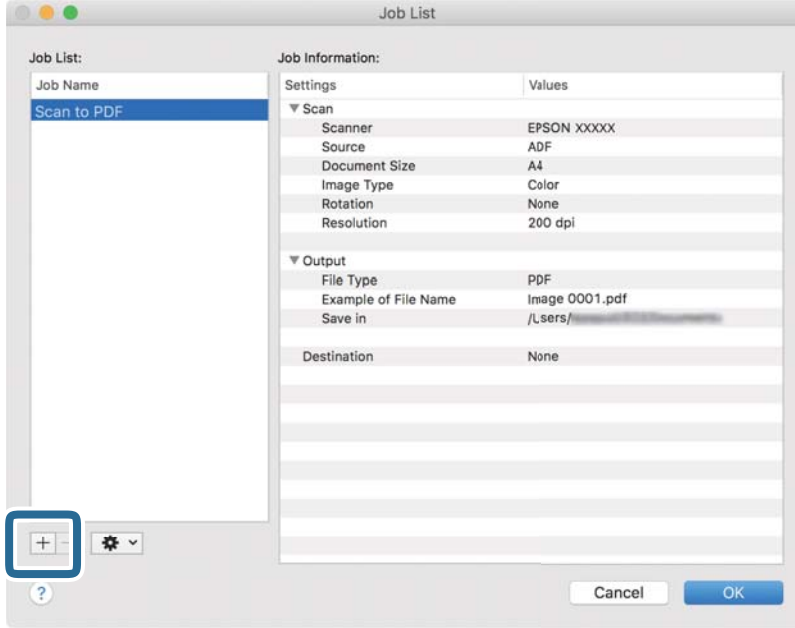 Job List
Job List:
Job Information:
Job Name
Scan to PDF
Settings Values
Scan
Scanner EPSON XXXXX
Source ADF
Document Size A4
Image Type Color
Rotation None
Resolution 200 dpi
Output
File Type PDF
Example of File Name Image 0001.pdf
Save in /Users/
Destination None
+ -
?
Cancel OK